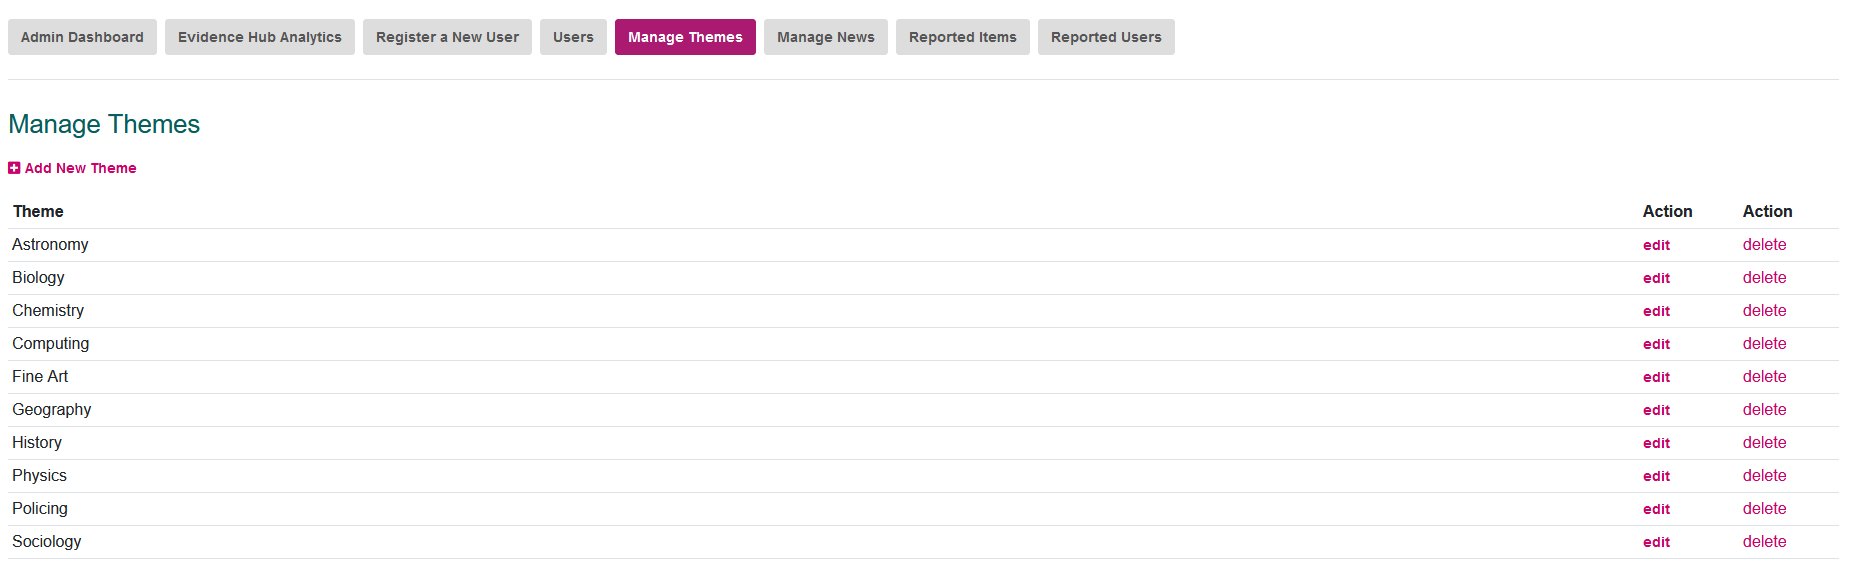 Admin Dashboard Evidence Hub Analytics Register a New User Users Manage Themes Manage News Reported Items Reported Users
Manage Themes
Add New Theme
Theme Action Action
Astronomy edit delete
Biology edit delete
Chemistry edit delete
Computing edit delete
Fine Art edit delete
Geography edit delete
History edit delete
Physics edit delete
Policing edit delete
Sociology edit delete